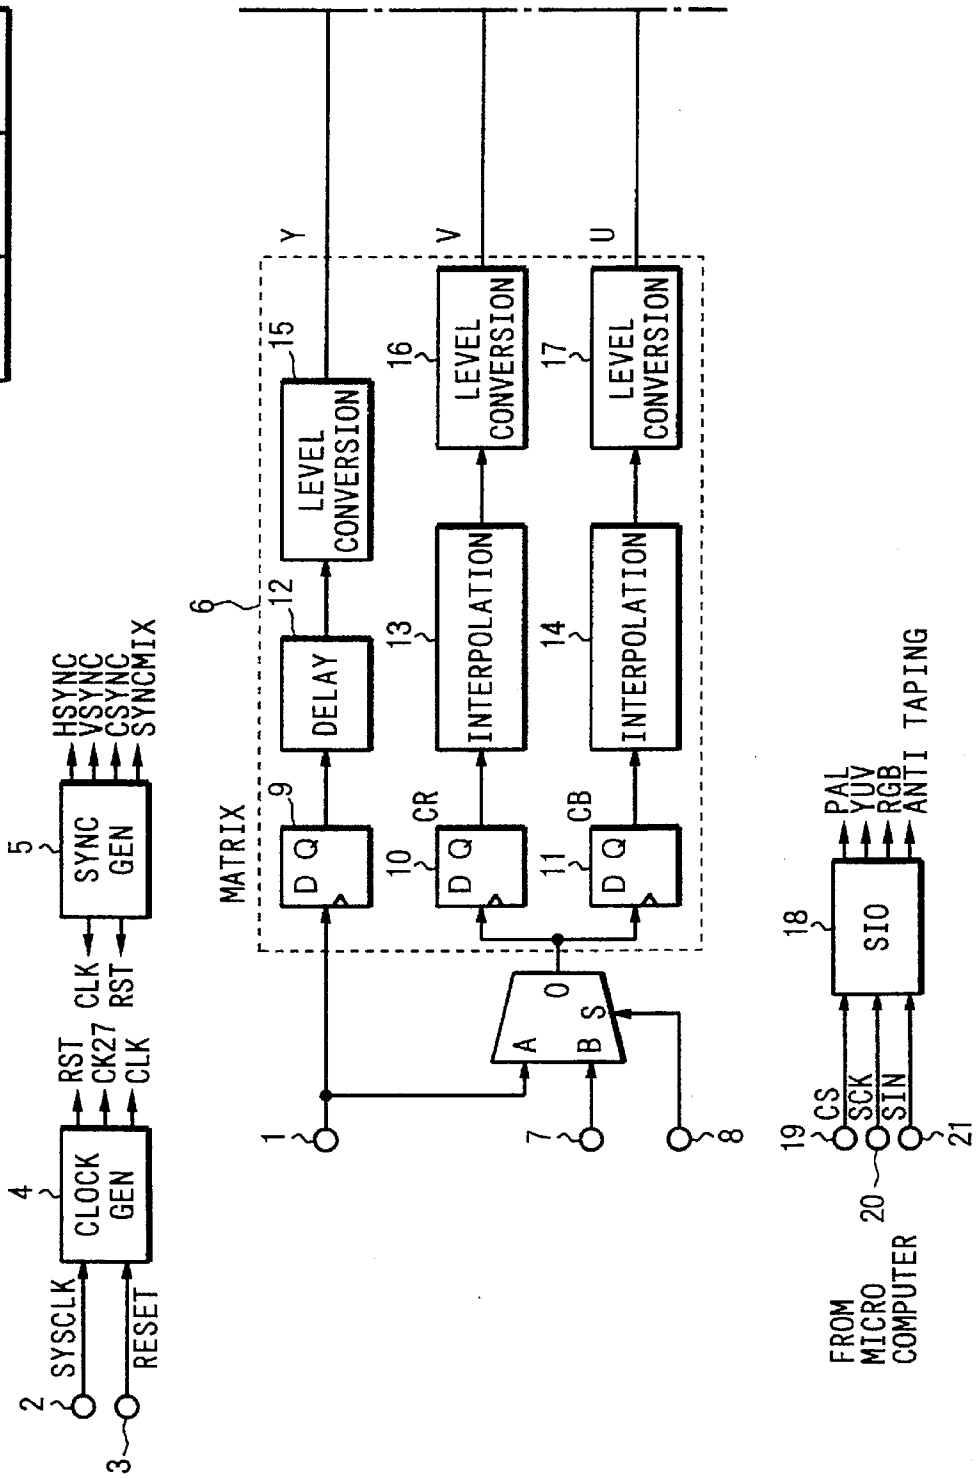 2
SYSCLK
3
RESET
4
CLOCK
GEN
RST
CK27
CLK
5
SYNC
GEN
CLK
RST
HSYNC
VSYNC
CSYNC
SYNCMIX
MATRIX
6
1
9
D Q
12
DELAY
15
LEVEL
CONVERSION
Y
A
B
S
O
7
8
10
D Q
CR
13
INTERPOLATION
16
LEVEL
CONVERSION
V
11
D Q
CB
14
INTERPOLATION
17
LEVEL
CONVERSION
U
FROM
MICRO
COMPUTER
19
CS
20
SCK
21
SIN
18
SIO
PAL
YUV
RGB
ANTI TAPING